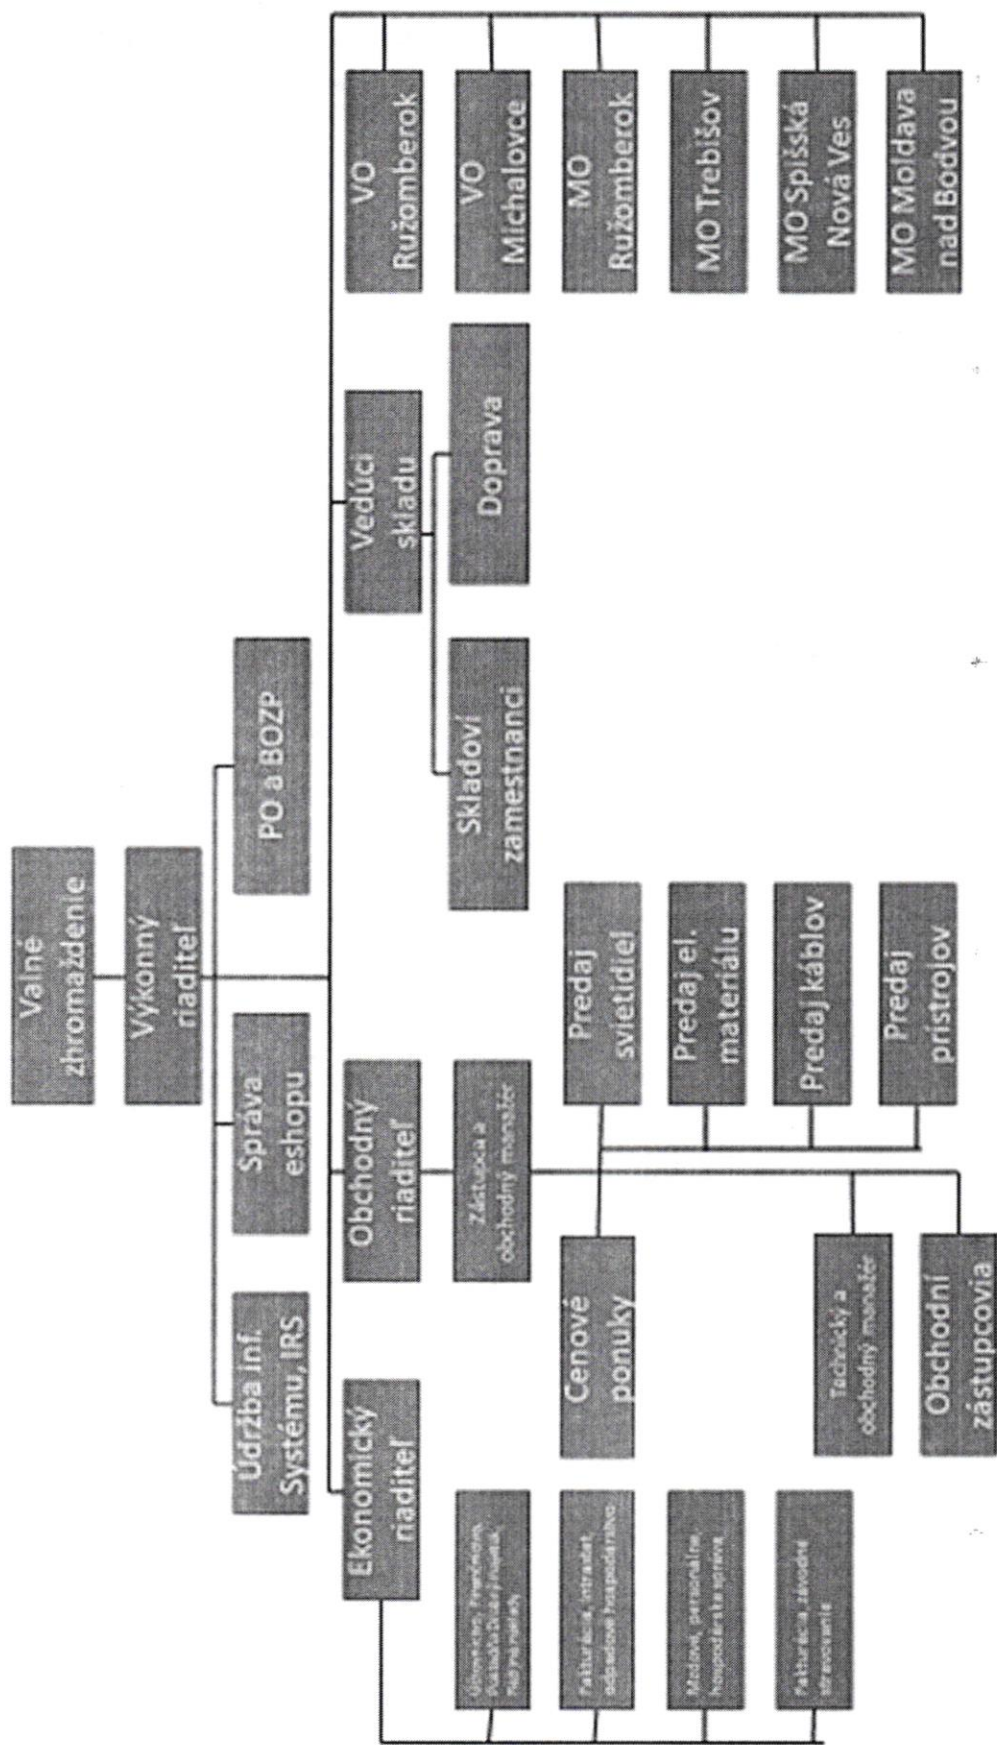 Valné
zhromaždenie
Výkonný
riaditeľ
Údržba inf.
Systému, IRS
Správa
eshopu
PO a BOZP
Ekonomický
riaditeľ
Obchodný
riaditeľ
Vedúci
skladu
VO
Ružomberok
VO
Michalovce
MO
Ružomberok
MO Trebišov
MO Spišská
Nová Ves
MO Moldava
nad Bodvou
Fakturácia, intrastat,
odpadové hospodárstvo
Mzdové, personálne,
hospodárska správa
Fakturácia, závodné
stravovanie
Zástupca a
obchodný manažér
Cenové
ponuky
Predaj
svietidiel
Predaj el.
materiálu
Predaj káblov
Predaj
prístrojov
Technický a
obchodný manažér
Obchodní
zástupcovia
Skladoví
zamestnanci
Doprava